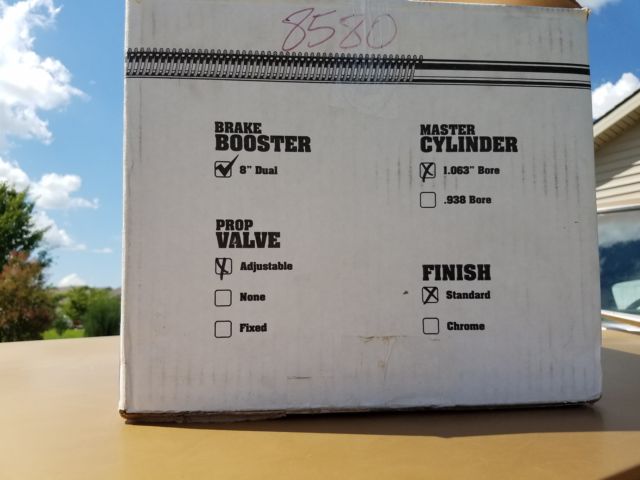 8580
BRAKE
BOOSTER
8" Dual
MASTER
CYLINDER
1.063" Bore
.938 Bore
PROP
VALVE
Adjustable
None
Fixed
FINISH
Standard
Chrome